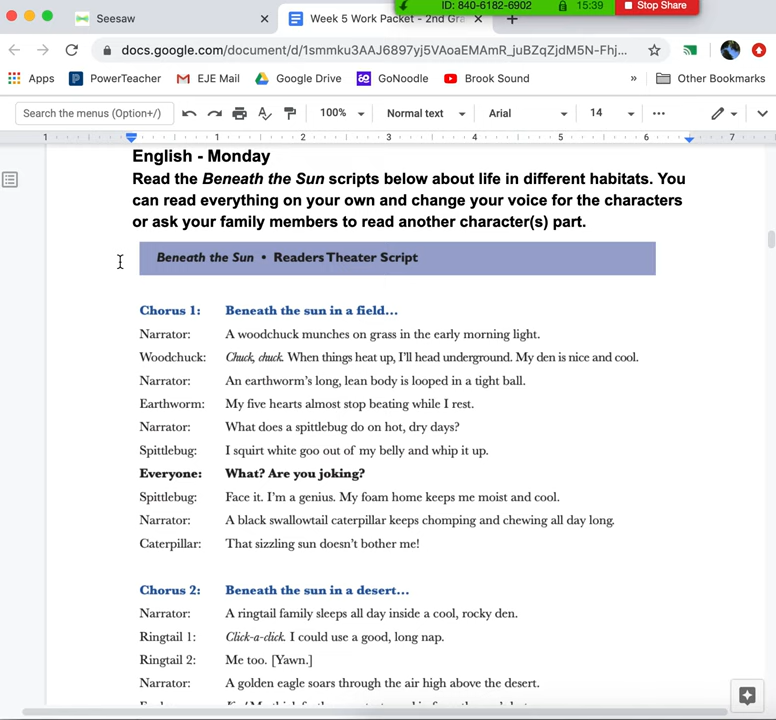 ID: 840-6182-6902 15:39 Stop Share
Seesaw × Week 5 Work Packet - 2nd Gra × +
docs.google.com/document/d/1smmku3AAJ6897yj5VAoaEMAmR_juBZqZjdM5N-Fhj...
Apps PowerTeacher EJE Mail Google Drive GoNoodle Brook Sound » Other Bookmarks
Search the menus (Option+/) 100% Normal text Arial 14 •••
1 1 2 3 4 5 6 7
English - Monday
Read the Beneath the Sun scripts below about life in different habitats. You
can read everything on your own and change your voice for the characters
or ask your family members to read another character(s) part.
Beneath the Sun • Readers Theater Script
Chorus 1: Beneath the sun in a field…
Narrator: A woodchuck munches on grass in the early morning light.
Woodchuck: Chuck, chuck. When things heat up, I’ll head underground. My den is nice and cool.
Narrator: An earthworm’s long, lean body is looped in a tight ball.
Earthworm: My five hearts almost stop beating while I rest.
Narrator: What does a spittlebug do on hot, dry days?
Spittlebug: I squirt white goo out of my belly and whip it up.
Everyone: What? Are you joking?
Spittlebug: Face it. I’m a genius. My foam home keeps me moist and cool.
Narrator: A black swallowtail caterpillar keeps chomping and chewing all day long.
Caterpillar: That sizzling sun doesn’t bother me!
Chorus 2: Beneath the sun in a desert…
Narrator: A ringtail family sleeps all day inside a cool, rocky den.
Ringtail 1: Click-a-click. I could use a good, long nap.
Ringtail 2: Me too. [Yawn.]
Narrator: A golden eagle soars through the air high above the desert.